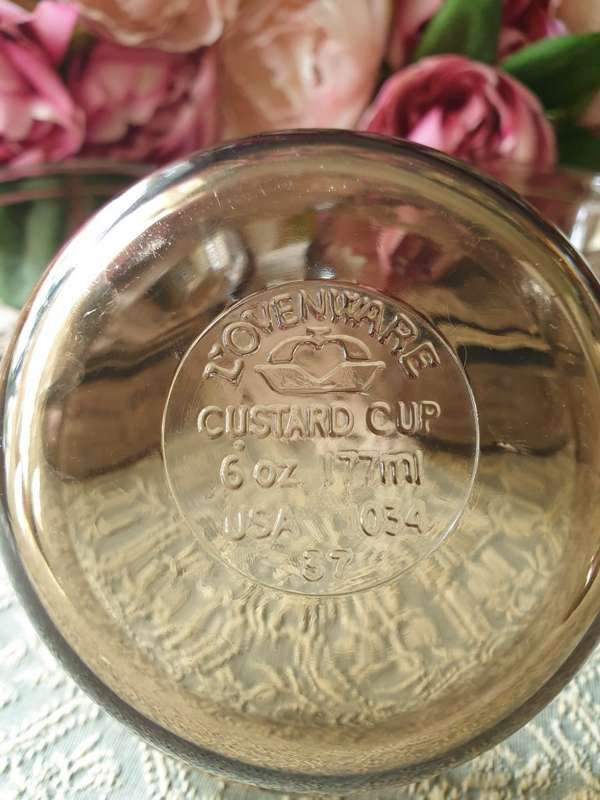 L'OVENWARE
CUSTARD CUP
6 oz 177ml
USA 034
37